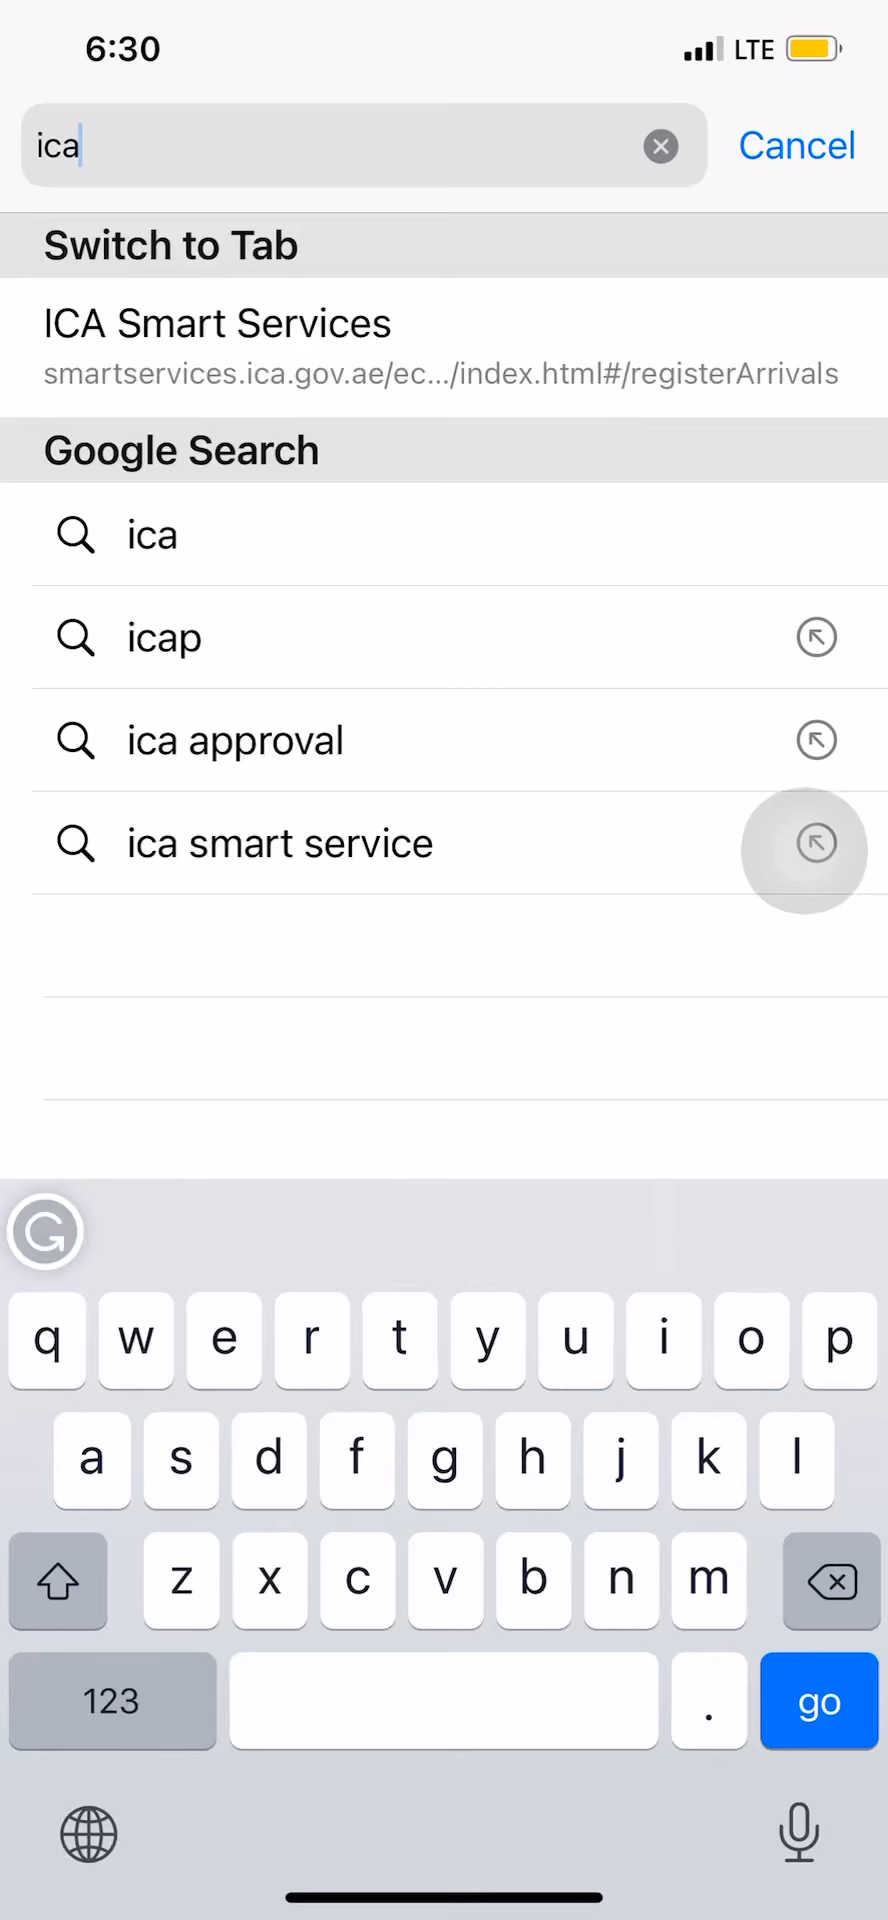 6:30 LTE
ica Cancel
Switch to Tab
ICA Smart Services
smartservices.ica.gov.ae/ec.../index.html#/registerArrivals
Google Search
ica
icap
ica approval
ica smart service
q w e r t y u i o p
a s d f g h j k l
z x c v b n m
123 . go